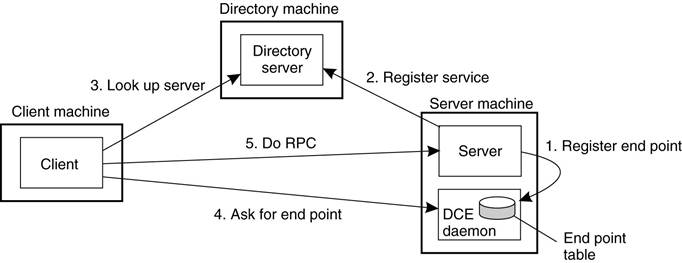 Directory machine
Directory
server
3. Look up server
2. Register service
Client machine
Server machine
Client
5. Do RPC
Server
1. Register end point
4. Ask for end point
DCE
daemon
End point
table